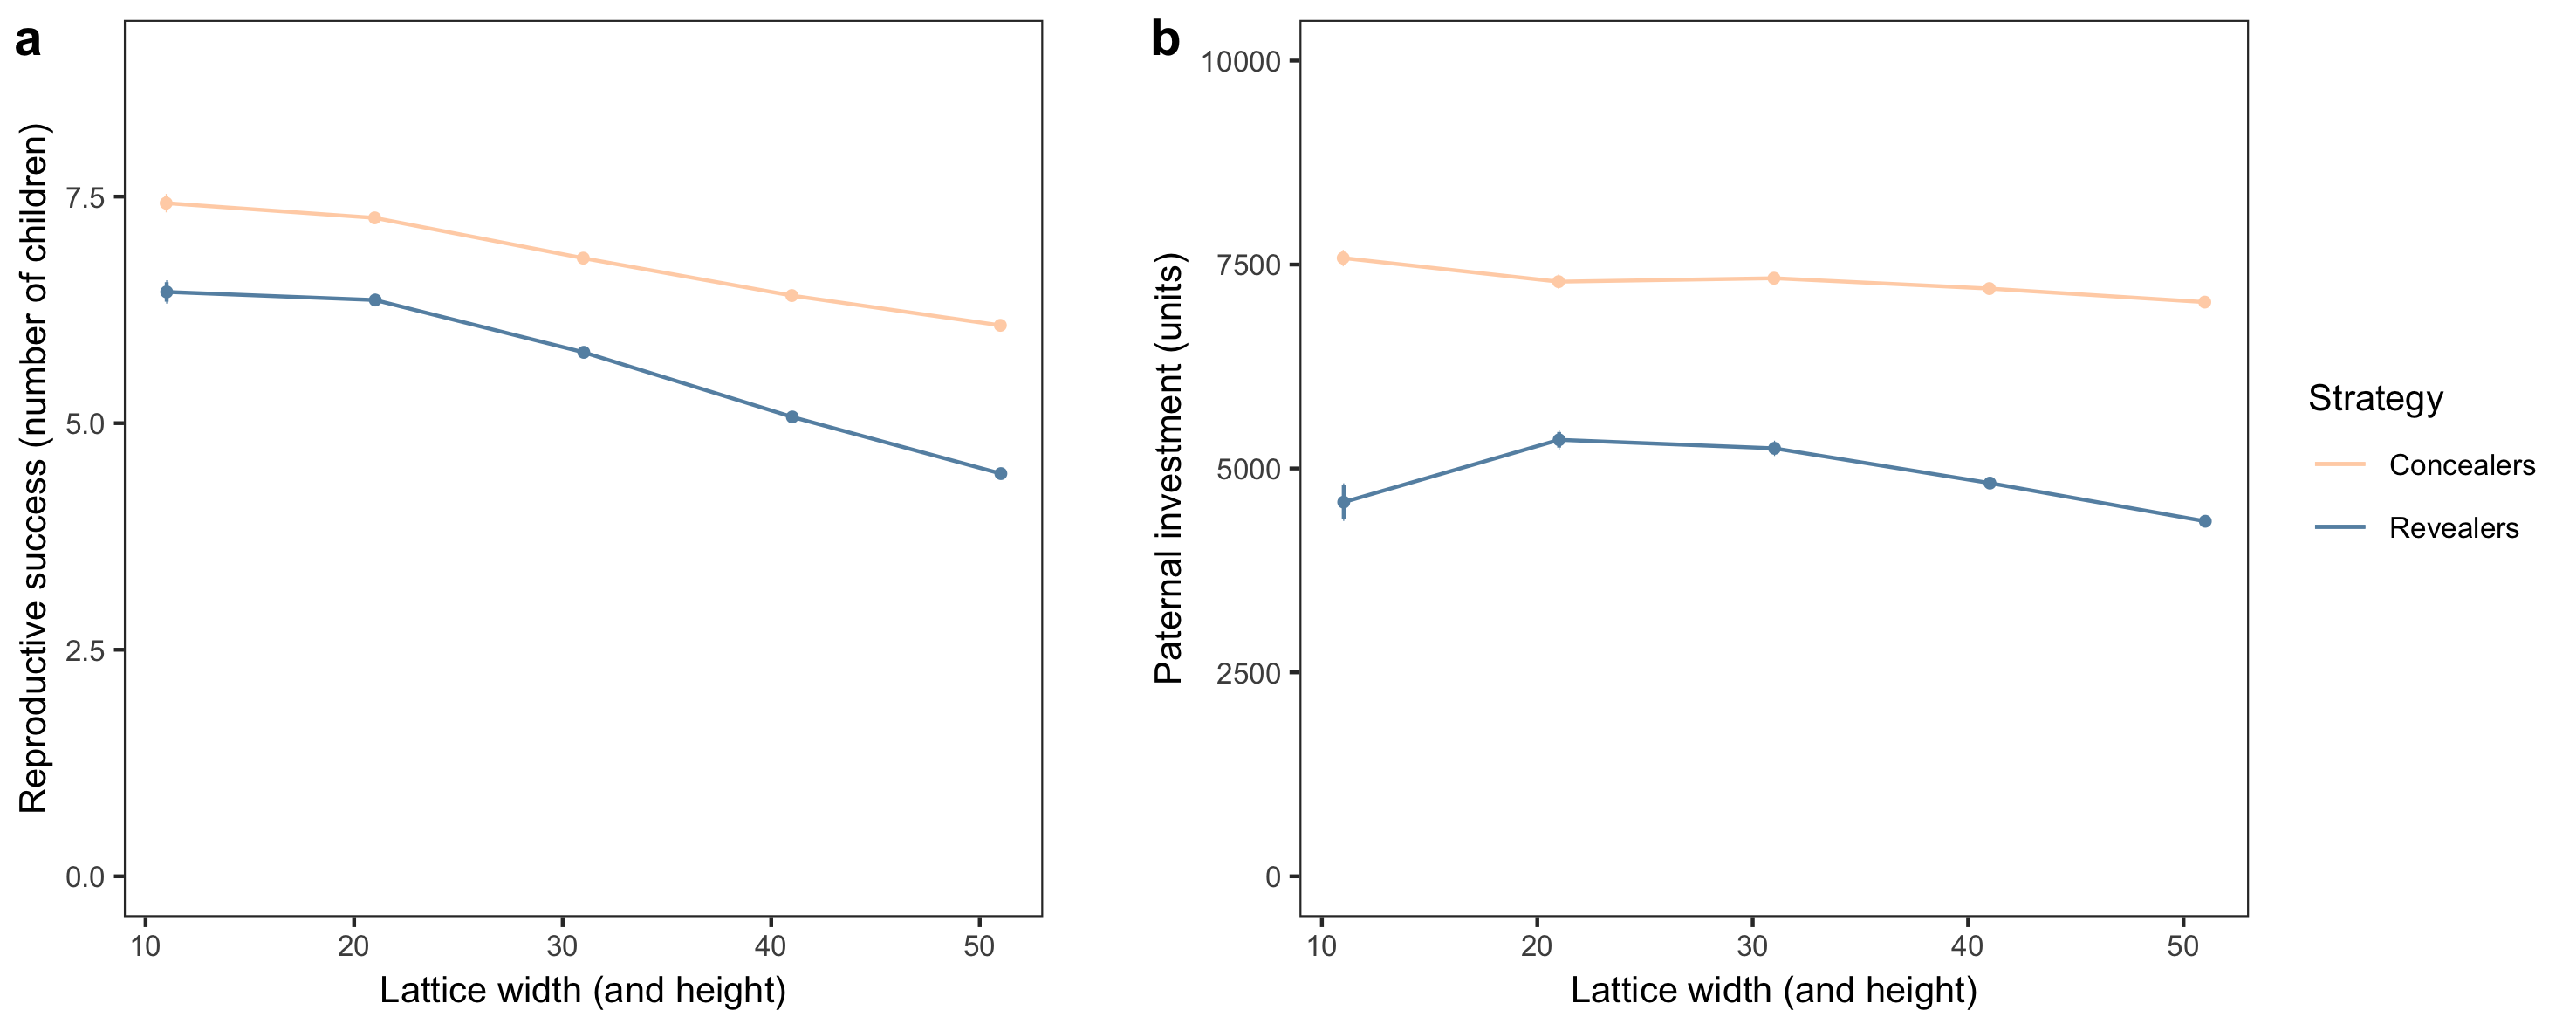 a
Reproductive success (number of children)
7.5
5.0
2.5
0.0
10 20 30 40 50
Lattice width (and height)
b
Paternal investment (units)
10000
7500
5000
2500
0
10 20 30 40 50
Lattice width (and height)
Strategy
Concealers
Revealers